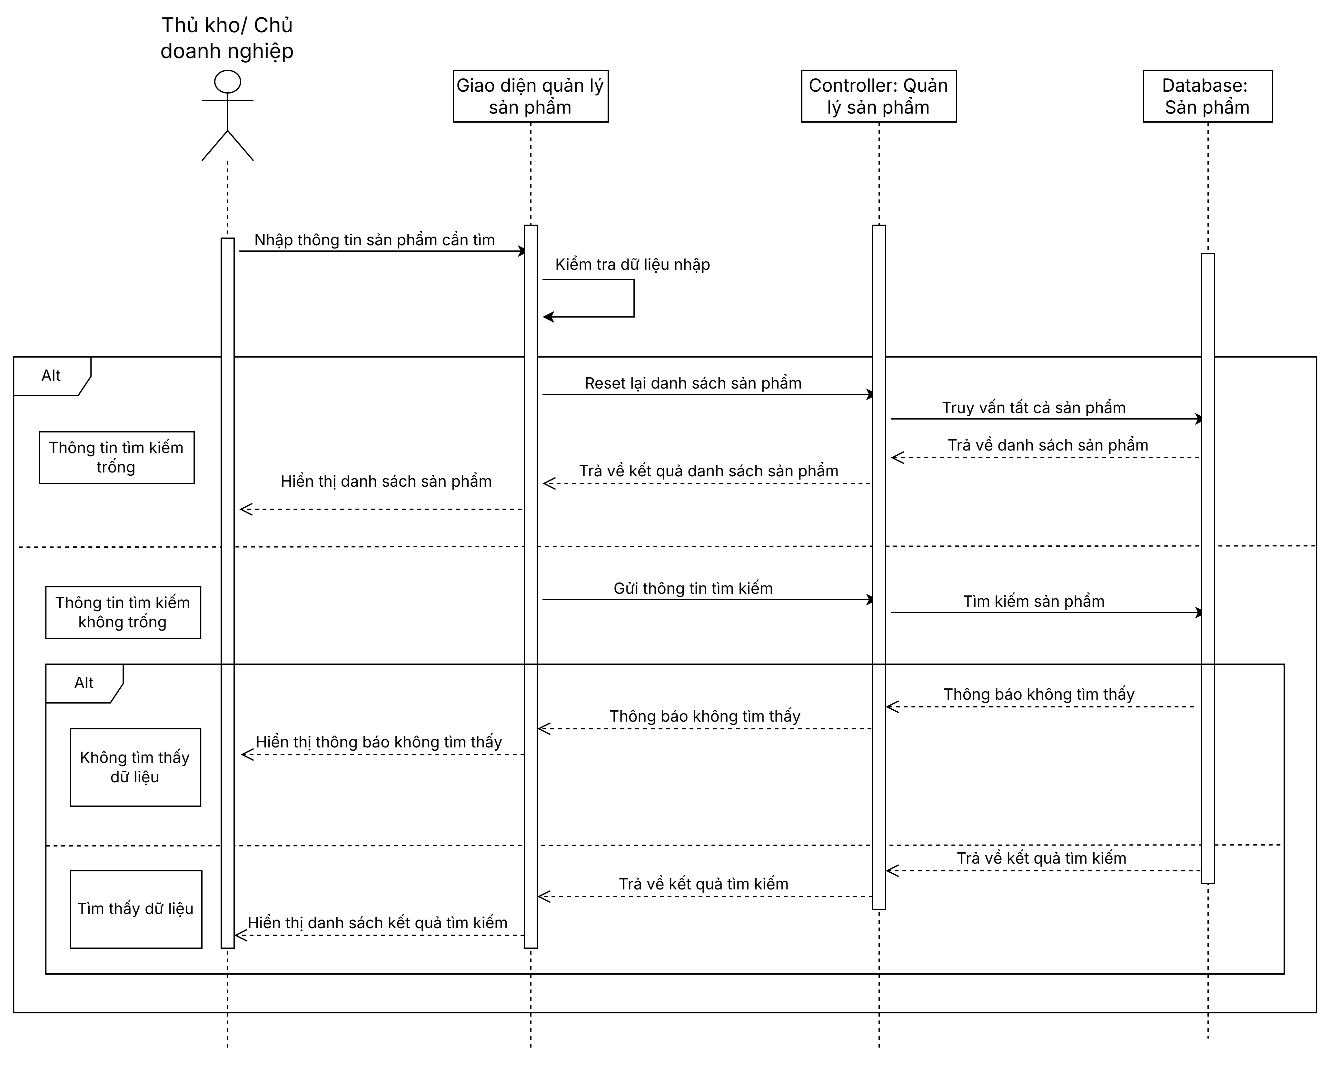 Thủ kho/ Chủ
doanh nghiệp
Giao diện quản lý
sản phẩm
Controller: Quản
lý sản phẩm
Database:
Sản phẩm
Nhập thông tin sản phẩm cần tìm
Kiểm tra dữ liệu nhập
Alt
Reset lại danh sách sản phẩm
Truy vấn tất cả sản phẩm
Thông tin tìm kiếm
trống
Trả về danh sách sản phẩm
Trả về kết quả danh sách sản phẩm
Hiển thị danh sách sản phẩm
Thông tin tìm kiếm
không trống
Gửi thông tin tìm kiếm
Tìm kiếm sản phẩm
Alt
Thông báo không tìm thấy
Thông báo không tìm thấy
Hiển thị thông báo không tìm thấy
Không tìm thấy
dữ liệu
Trả về kết quả tìm kiếm
Trả về kết quả tìm kiếm
Tìm thấy dữ liệu
Hiển thị danh sách kết quả tìm kiếm